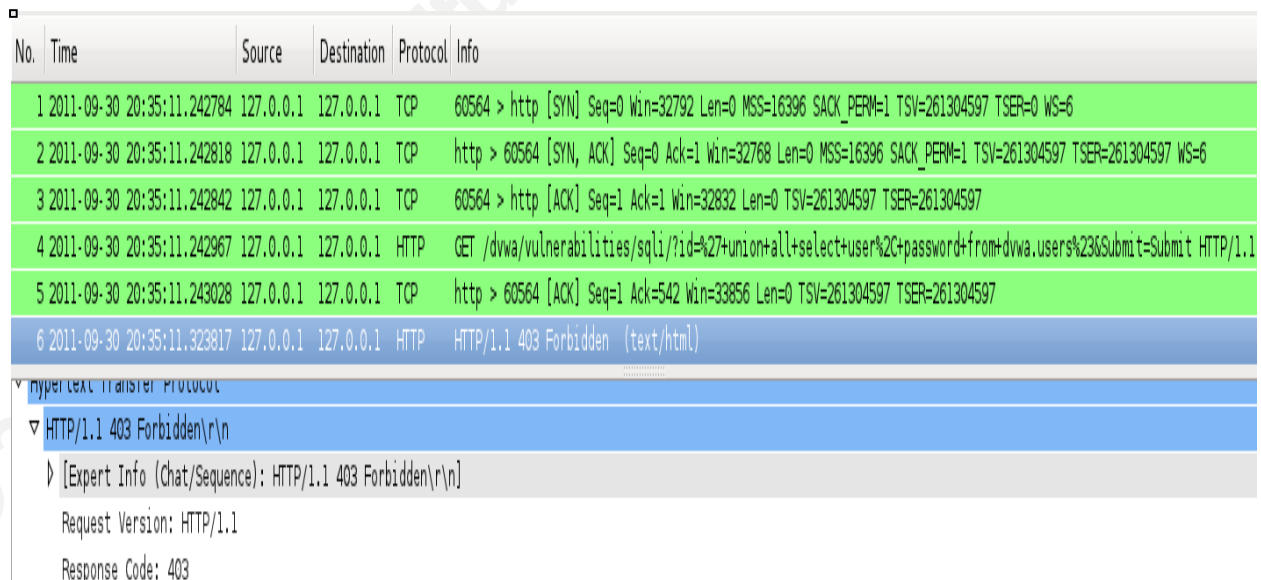 No. Time Source Destination Protocol Info
1 2011-09-30 20:35:11.242784 127.0.0.1 127.0.0.1 TCP 60564 > http [SYN] Seq=0 Win=32792 Len=0 MSS=16396 SACK_PERM=1 TSV=261304597 TSER=0 WS=6
2 2011-09-30 20:35:11.242818 127.0.0.1 127.0.0.1 TCP http > 60564 [SYN, ACK] Seq=0 Ack=1 Win=32768 Len=0 MSS=16396 SACK_PERM=1 TSV=261304597 TSER=261304597 WS=6
3 2011-09-30 20:35:11.242842 127.0.0.1 127.0.0.1 TCP 60564 > http [ACK] Seq=1 Ack=1 Win=32832 Len=0 TSV=261304597 TSER=261304597
4 2011-09-30 20:35:11.242967 127.0.0.1 127.0.0.1 HTTP GET /dvwa/vulnerabilities/sqli/?id=%27+union+all+select+user%2C+password+from+dvwa.users%23&Submit=Submit HTTP/1.1
5 2011-09-30 20:35:11.243028 127.0.0.1 127.0.0.1 TCP http > 60564 [ACK] Seq=1 Ack=542 Win=33856 Len=0 TSV=261304597 TSER=261304597
6 2011-09-30 20:35:11.323817 127.0.0.1 127.0.0.1 HTTP HTTP/1.1 403 Forbidden (text/html)
Hypertext Transfer Protocol
HTTP/1.1 403 Forbidden\r\n
[Expert Info (Chat/Sequence): HTTP/1.1 403 Forbidden\r\n]
Request Version: HTTP/1.1
Response Code: 403